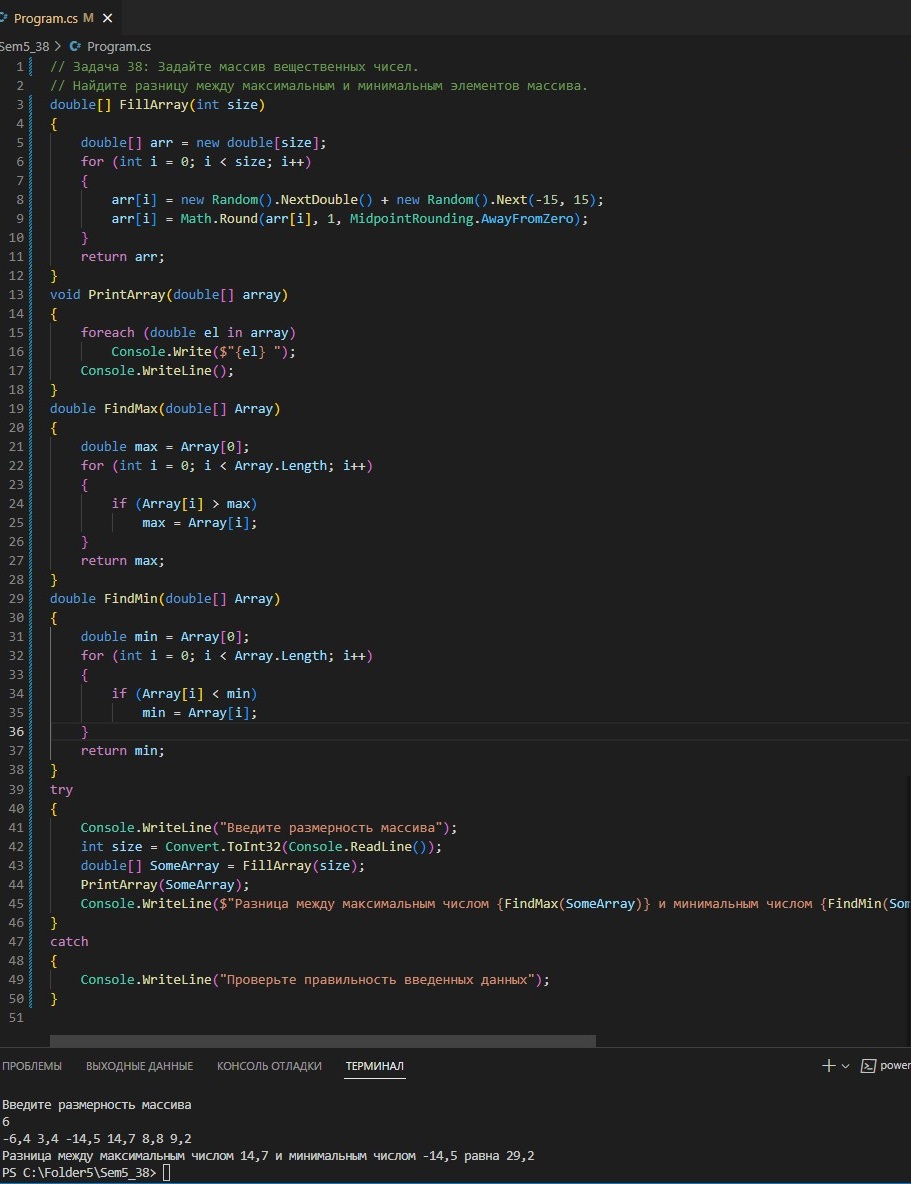 Program.cs M ✕
Sem5_38 > Program.cs
1 // Задача 38: Задайте массив вещественных чисел.
2 // Найдите разницу между максимальным и минимальным элементов массива.
3 double[] FillArray(int size)
4 {
5     double[] arr = new double[size];
6     for (int i = 0; i < size; i++)
7     {
8         arr[i] = new Random().NextDouble() + new Random().Next(-15, 15);
9         arr[i] = Math.Round(arr[i], 1, MidpointRounding.AwayFromZero);
10     }
11     return arr;
12 }
13 void PrintArray(double[] array)
14 {
15     foreach (double el in array)
16         Console.Write($"{el} ");
17     Console.WriteLine();
18 }
19 double FindMax(double[] Array)
20 {
21     double max = Array[0];
22     for (int i = 0; i < Array.Length; i++)
23     {
24         if (Array[i] > max)
25             max = Array[i];
26     }
27     return max;
28 }
29 double FindMin(double[] Array)
30 {
31     double min = Array[0];
32     for (int i = 0; i < Array.Length; i++)
33     {
34         if (Array[i] < min)
35             min = Array[i];
36     }
37     return min;
38 }
39 try
40 {
41     Console.WriteLine("Введите размерность массива");
42     int size = Convert.ToInt32(Console.ReadLine());
43     double[] SomeArray = FillArray(size);
44     PrintArray(SomeArray);
45     Console.WriteLine($"Разница между максимальным числом {FindMax(SomeArray)} и минимальным числом {FindMin(Som
46 }
47 catch
48 {
49     Console.WriteLine("Проверьте правильность введенных данных");
50 }
51
ПРОБЛЕМЫ ВЫХОДНЫЕ ДАННЫЕ КОНСОЛЬ ОТЛАДКИ ТЕРМИНАЛ power
Введите размерность массива
6
-6,4 3,4 -14,5 14,7 8,8 9,2
Разница между максимальным числом 14,7 и минимальным числом -14,5 равна 29,2
PS C:\Folder5\Sem5_38>